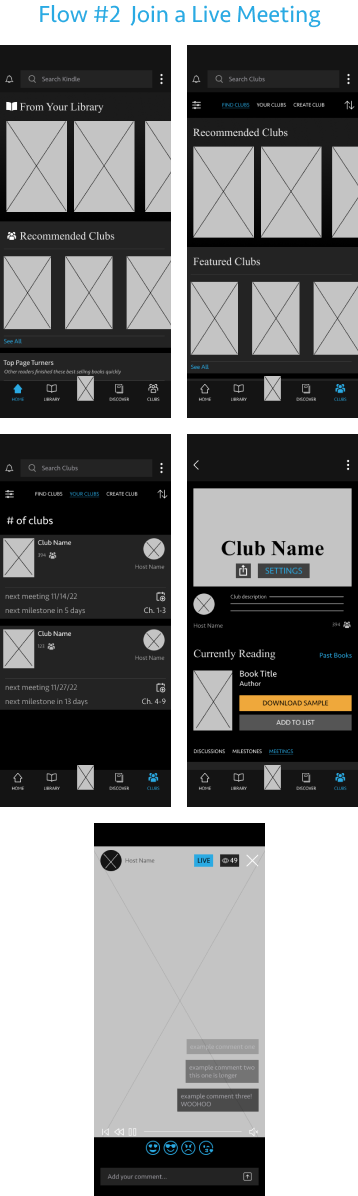 Flow #2 Join a Live Meeting
Search Kindle
From Your Library
Recommended Clubs
See All
Top Page Turners
Other readers finished these best selling books quickly
HOME
LIBRARY
DISCOVER
CLUBS
Search Clubs
FIND CLUBS YOUR CLUBS CREATE CLUB
Recommended Clubs
Featured Clubs
See All
HOME
LIBRARY
DISCOVER
CLUBS
Search Clubs
FIND CLUBS YOUR CLUBS CREATE CLUB
# of clubs
Club Name
394
Host Name
next meeting 11/14/22
next milestone in 5 days Ch. 1-3
Club Name
123
Host Name
next meeting 11/27/22
next milestone in 13 days Ch. 4-9
HOME
LIBRARY
DISCOVER
CLUBS
Club Name
SETTINGS
Club description
Host Name
394
Currently Reading Past Books
Book Title
Author
DOWNLOAD SAMPLE
ADD TO LIST
DISCUSSIONS MILESTONES MEETINGS
HOME
LIBRARY
DISCOVER
CLUBS
Host Name LIVE 49
example comment one
example comment two
this one is longer
example comment three!
WOOHOO
Add your comment...